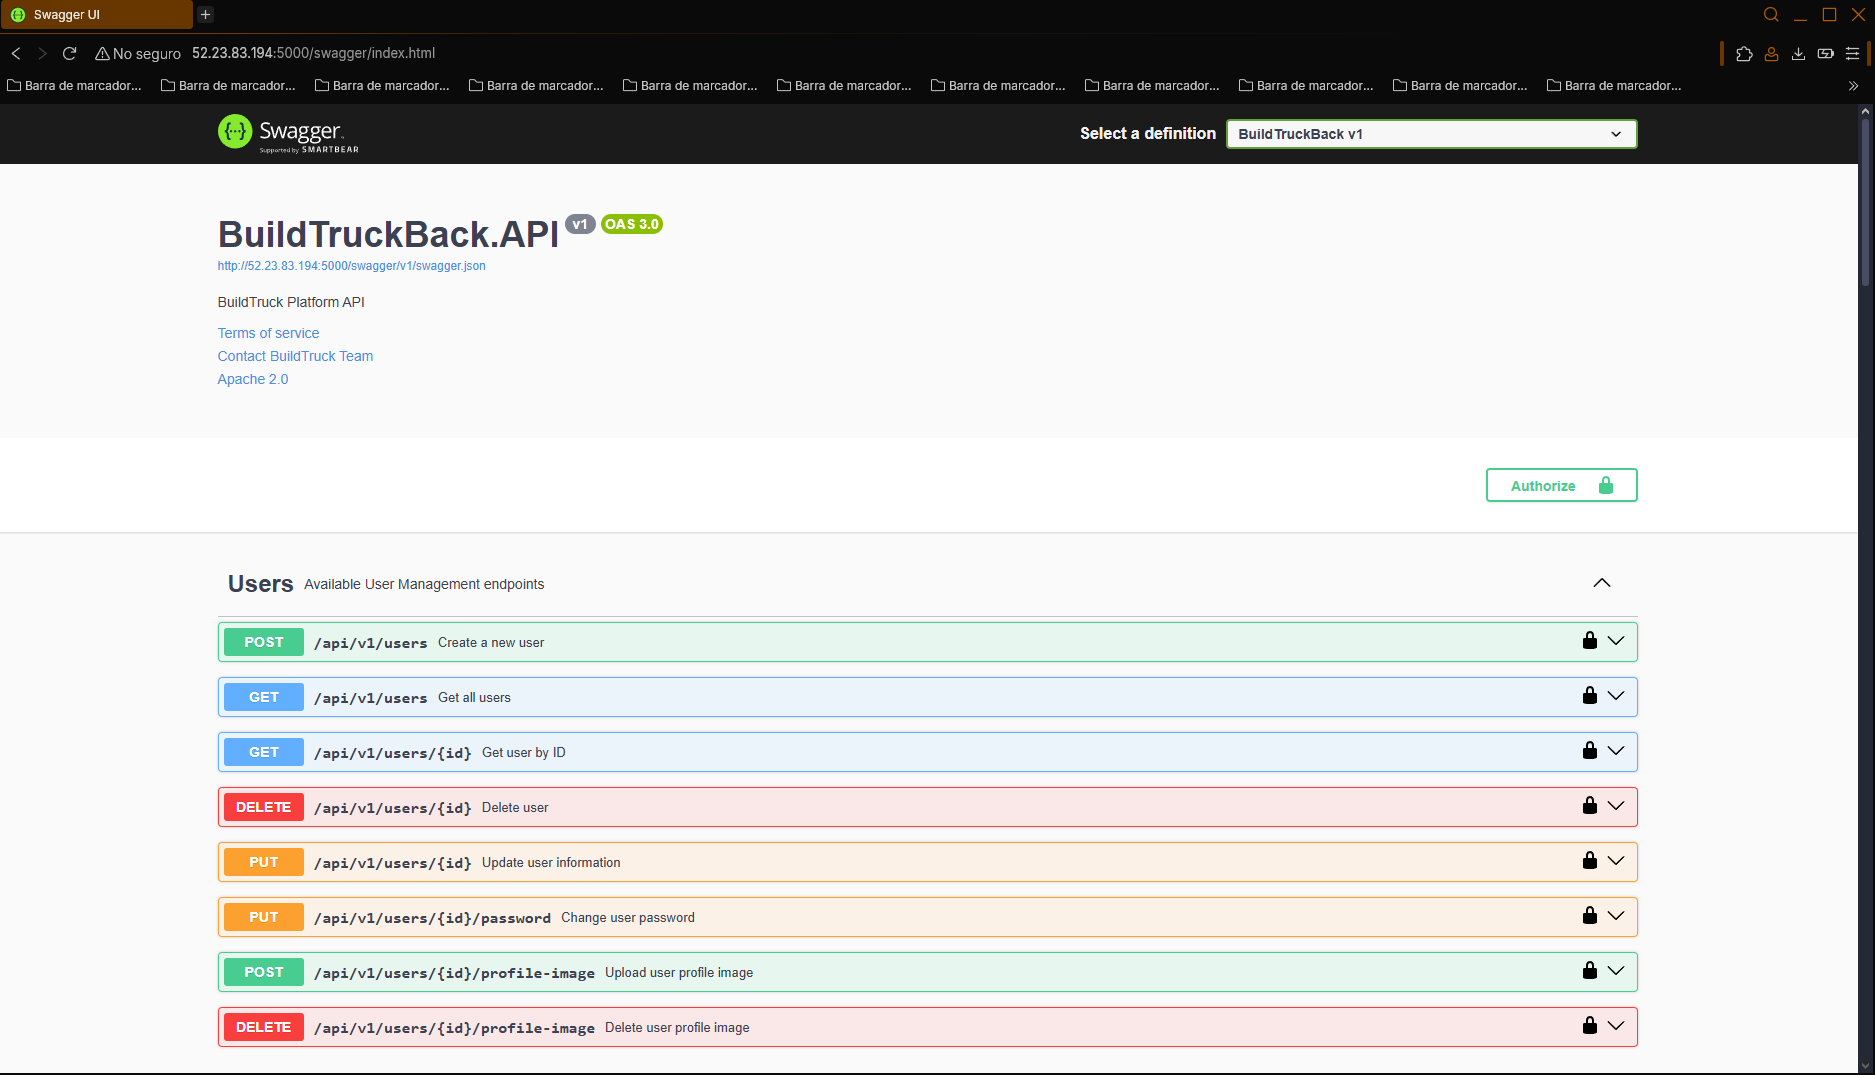 Swagger UI
No seguro 52.23.83.194:5000/swagger/index.html
Barra de marcador... Barra de marcador... Barra de marcador... Barra de marcador... Barra de marcador... Barra de marcador... Barra de marcador... Barra de marcador... Barra de marcador... Barra de marcador... Barra de marcador...
Swagger
Supported by SMARTBEAR
Select a definition BuildTruckBack v1
BuildTruckBack.API v1 OAS 3.0
http://52.23.83.194:5000/swagger/v1/swagger.json
BuildTruck Platform API
Terms of service
Contact BuildTruck Team
Apache 2.0
Authorize
Users Available User Management endpoints
POST /api/v1/users Create a new user
GET /api/v1/users Get all users
GET /api/v1/users/{id} Get user by ID
DELETE /api/v1/users/{id} Delete user
PUT /api/v1/users/{id} Update user information
PUT /api/v1/users/{id}/password Change user password
POST /api/v1/users/{id}/profile-image Upload user profile image
DELETE /api/v1/users/{id}/profile-image Delete user profile image